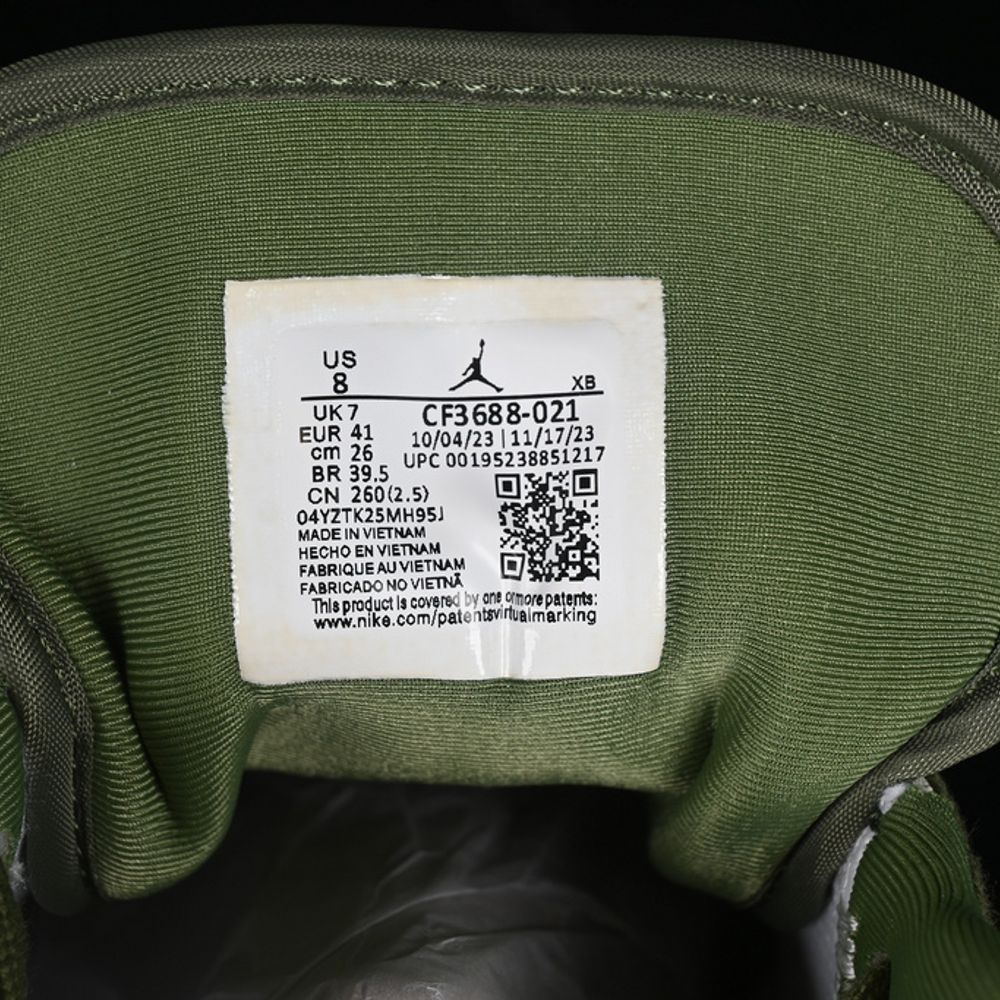 US
8
XB
UK 7
CF3688-021
EUR 41
10/04/23 | 11/17/23
cm 26
UPC 00195238851217
BR 39.5
CN 260(2.5)
04YZTK25MH95J
MADE IN VIETNAM
HECHO EN VIETNAM
FABRIQUE AU VIETNAM
FABRICADO NO VIETNÃ
This product is covered by one or more patents:
www.nike.com/patentsvirtualmarking